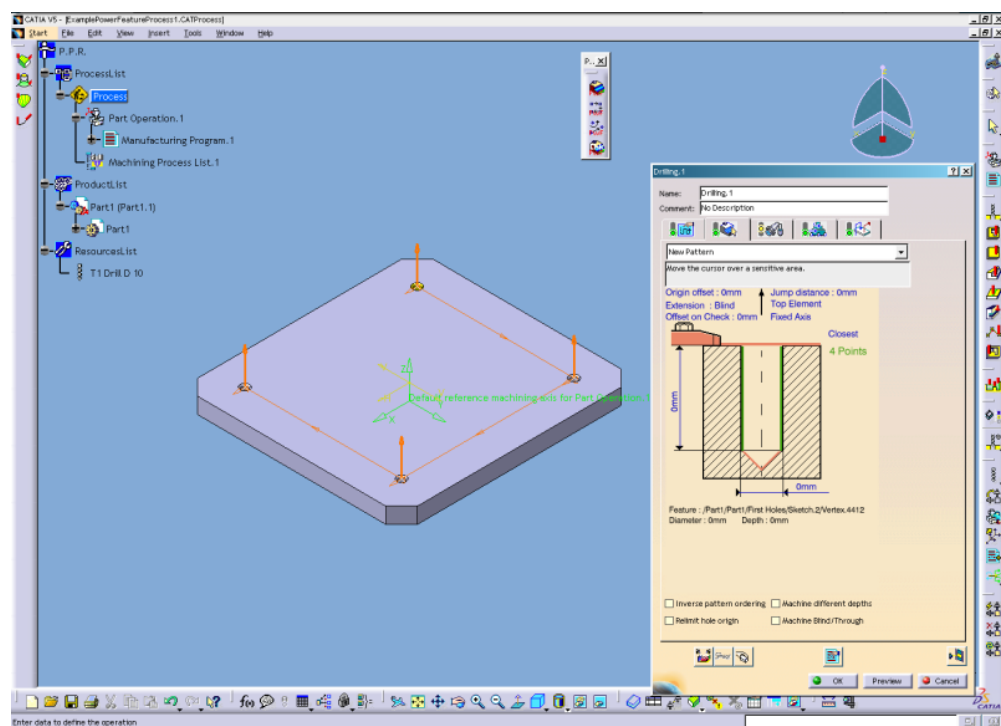 CATIA V5 - [ExamplePowerFeatureProcess1.CATProcess]
Start File Edit View Insert Tools Window Help
P.P.R.
ProcessList
Process
Part Operation.1
Manufacturing Program.1
Machining Process List.1
ProductList
Part1 (Part1.1)
Part1
ResourcesList
T1 Drill D 10
P...
Z
Y
X
Default reference machining axis for Part Operation.1
Drilling.1
Name: Drilling.1
Comment: No Description
New Pattern
Move the cursor over a sensitive area.
Origin offset : 0mm Jump distance : 0mm
Extension : Blind Top Element
Offset on Check : 0mm Fixed Axis
Closest
4 Points
0mm
0mm
Feature : /Part1/Part1/First Holes/Sketch.2/Vertex.4412
Diameter : 0mm Depth : 0mm
Inverse pattern ordering Machine different depths
Relimit hole origin Machine Blind/Through
OK Preview Cancel
CATIA
Enter data to define the operation